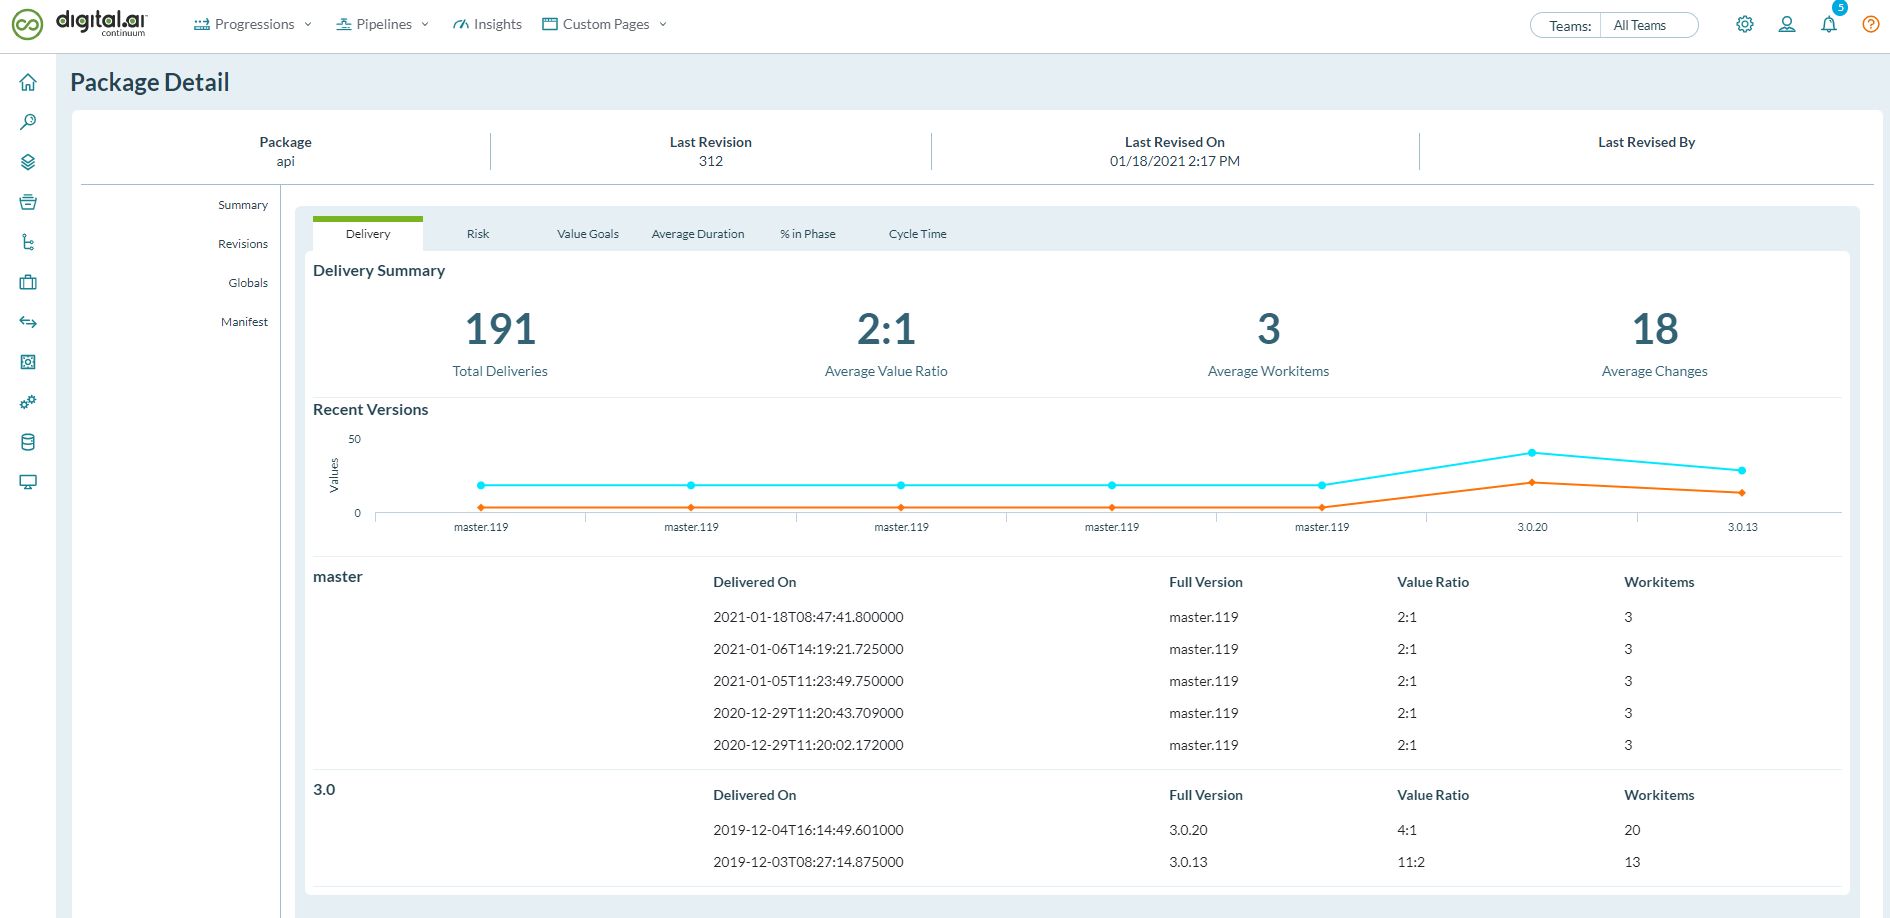 digital.ai continuum
Progressions Pipelines Insights Custom Pages Teams: All Teams 5
Package Detail
Package Last Revision Last Revised On Last Revised By
api 312 01/18/2021 2:17 PM
Summary
Revisions
Globals
Manifest
Delivery Risk Value Goals Average Duration % in Phase Cycle Time
Delivery Summary
191 2:1 3 18
Total Deliveries Average Value Ratio Average Workitems Average Changes
Recent Versions
50
Values
0
master.119 master.119 master.119 master.119 master.119 3.0.20 3.0.13
master Delivered On Full Version Value Ratio Workitems
2021-01-18T08:47:41.800000 master.119 2:1 3
2021-01-06T14:19:21.725000 master.119 2:1 3
2021-01-05T11:23:49.750000 master.119 2:1 3
2020-12-29T11:20:43.709000 master.119 2:1 3
2020-12-29T11:20:02.172000 master.119 2:1 3
3.0 Delivered On Full Version Value Ratio Workitems
2019-12-04T16:14:49.601000 3.0.20 4:1 20
2019-12-03T08:27:14.875000 3.0.13 11:2 13